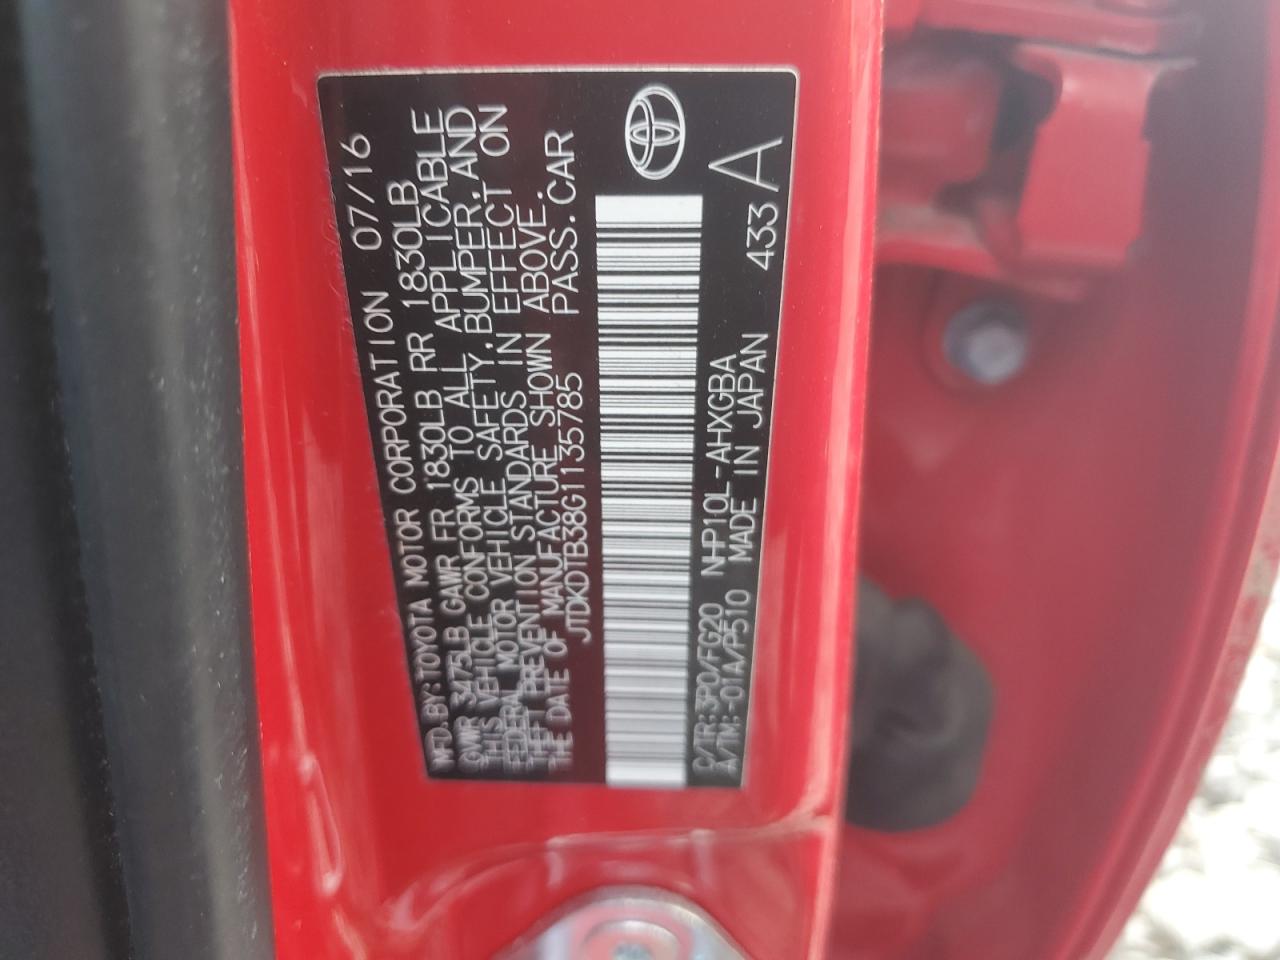 MFD.BY:TOYOTA MOTOR CORPORATION 07/16
GVWR 3475LB GAWR FR 1830LB RR 1830LB
THIS VEHICLE CONFORMS TO ALL APPLICABLE
FEDERAL MOTOR VEHICLE SAFETY,BUMPER,AND
THEFT PREVENTION STANDARDS IN EFFECT ON
THE DATE OF MANUFACTURE SHOWN ABOVE.
JTDKDTB38G1135785 PASS.CAR
C/TR:3P0/FG20 NHP10L-AHXGBA
A/TM:-01A/P510 MADE IN JAPAN 433A